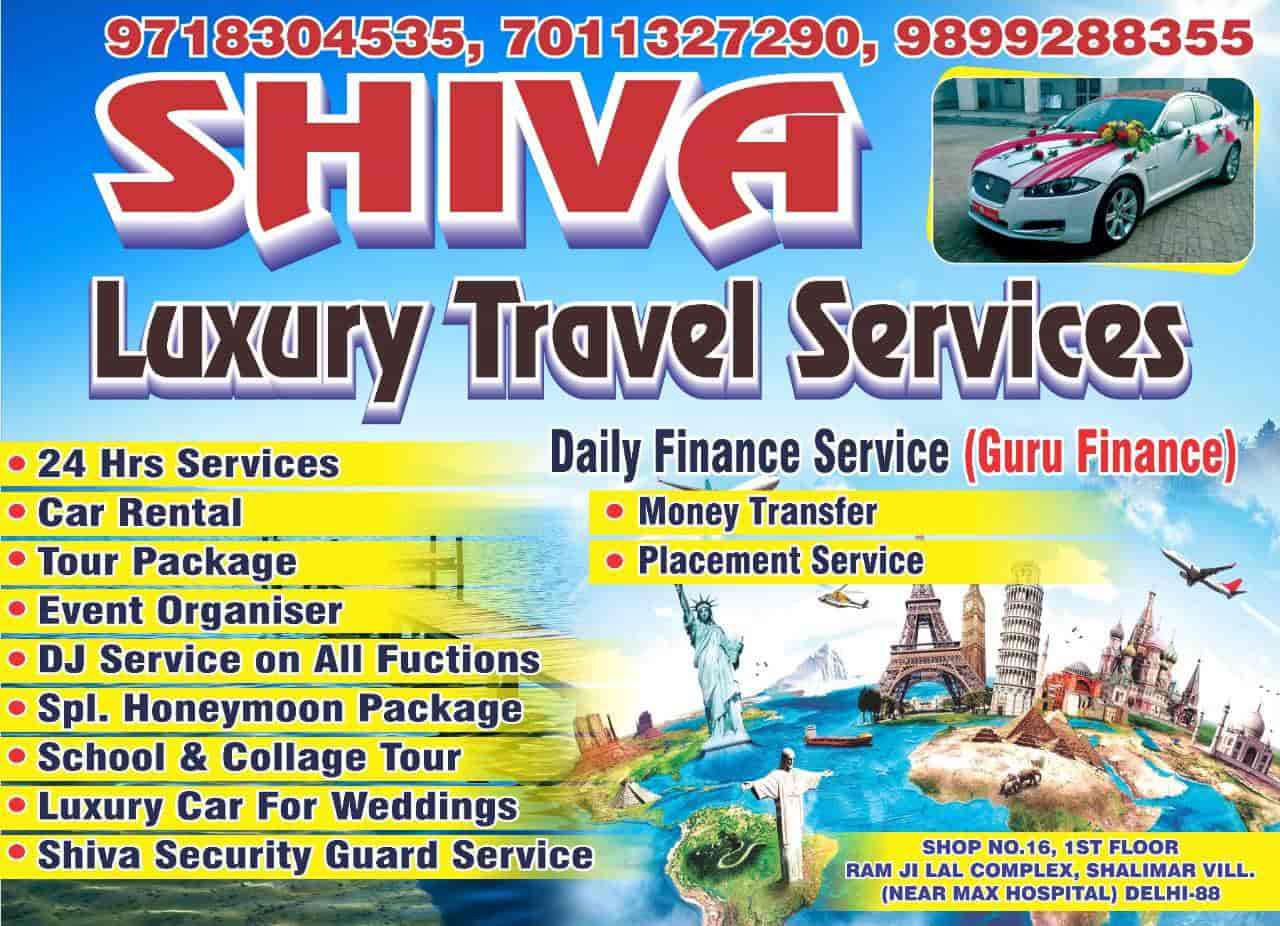 9718304535, 7011327290, 9899288355
SHIVA
Luxury Travel Services
Daily Finance Service (Guru Finance)
• Money Transfer
• Placement Service
• 24 Hrs Services
• Car Rental
• Tour Package
• Event Organiser
• DJ Service on All Fuctions
• Spl. Honeymoon Package
• School & Collage Tour
• Luxury Car For Weddings
• Shiva Security Guard Service
SHOP NO.16, 1ST FLOOR
RAM JI LAL COMPLEX, SHALIMAR VILL.
(NEAR MAX HOSPITAL) DELHI-88